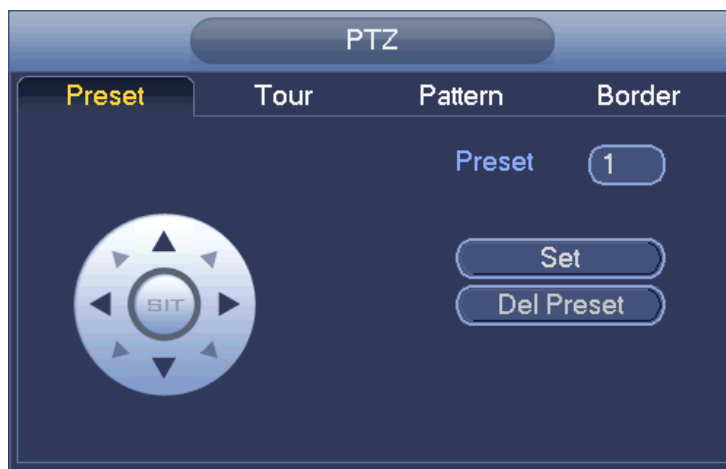 PTZ
Preset Tour Pattern Border
Preset 1
SIT
Set
Del Preset